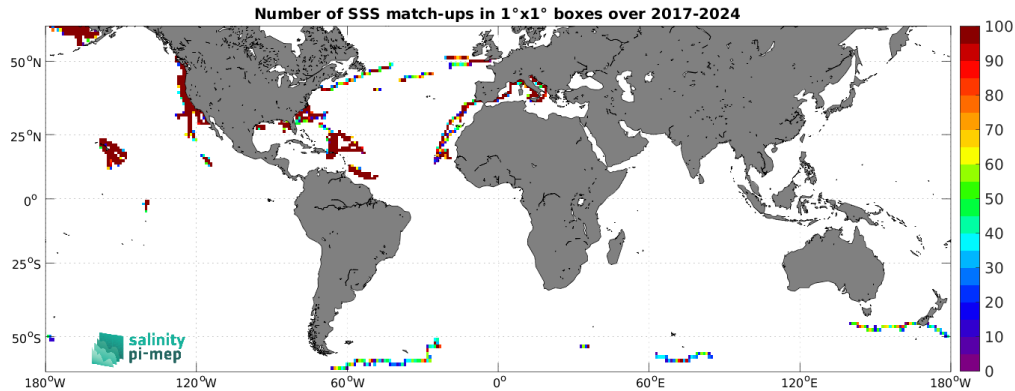 Number of SSS match-ups in 1°x1° boxes over 2017-2024
100
90
80
70
60
50
40
30
20
10
0
50°N
25°N
0°
25°S
50°S
salinity
pi-mep
180°W
120°W
60°W
0°
60°E
120°E
180°E